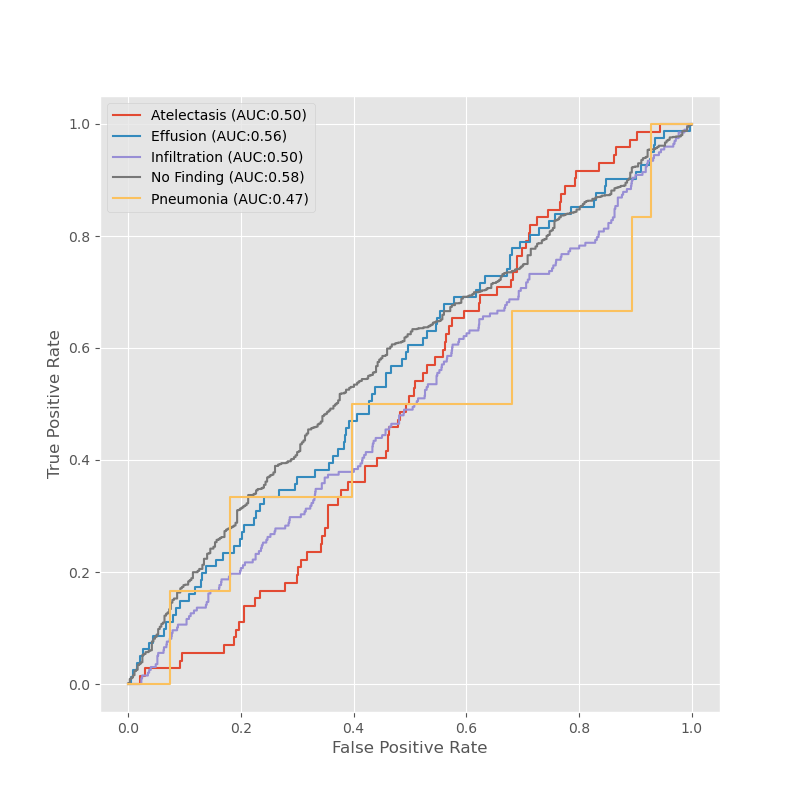 Atelectasis (AUC:0.50)
Effusion (AUC:0.56)
Infiltration (AUC:0.50)
No Finding (AUC:0.58)
Pneumonia (AUC:0.47)
True Positive Rate
1.0
0.8
0.6
0.4
0.2
0.0
0.0 0.2 0.4 0.6 0.8 1.0
False Positive Rate